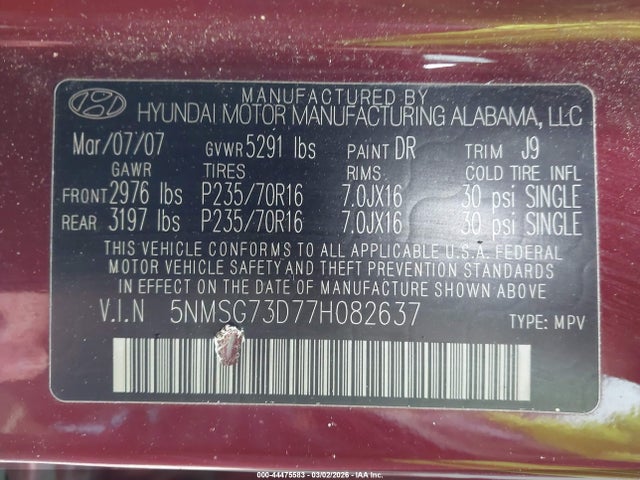 MANUFACTURED BY
HYUNDAI MOTOR MANUFACTURING ALABAMA, LLC
Mar/07/07 GVWR 5291 lbs PAINT DR TRIM J9
GAWR TIRES RIMS COLD TIRE INFL
FRONT 2976 lbs P235/70R16 7.0JX16 30 psi SINGLE
REAR 3197 lbs P235/70R16 7.0JX16 30 psi SINGLE
THIS VEHICLE CONFORMS TO ALL APPLICABLE U.S.A FEDERAL
MOTOR VEHICLE SAFETY AND THEFT PREVENTION STANDARDS
IN EFFECT ON THE DATE OF MANUFACTURE SHOWN ABOVE.
V.I.N 5NMSG73D77H082637 TYPE: MPV
000-44475583 - 03/02/2026 - IAA Inc.